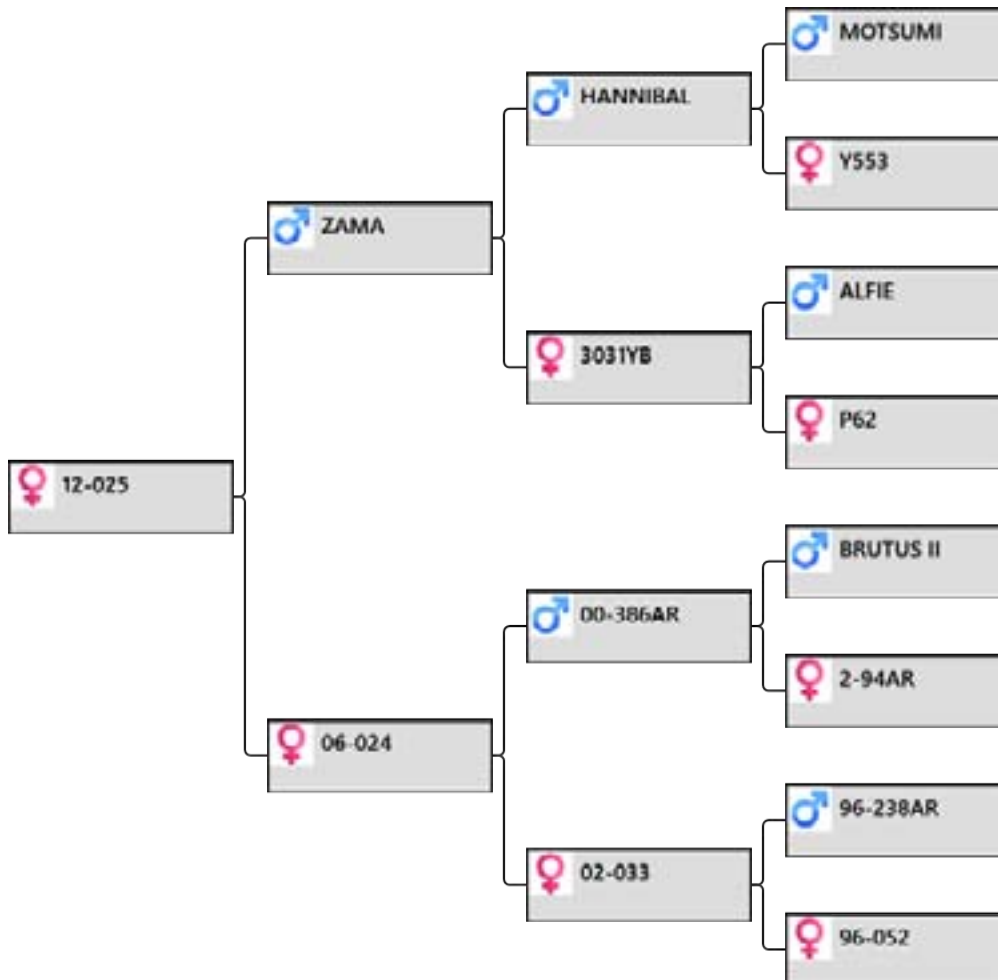 MOTSUMI
HANNIBAL
Y553
ZAMA
ALFIE
3031YB
P62
12-025
BRUTUS II
00-386AR
2-94AR
06-024
96-238AR
02-033
96-052